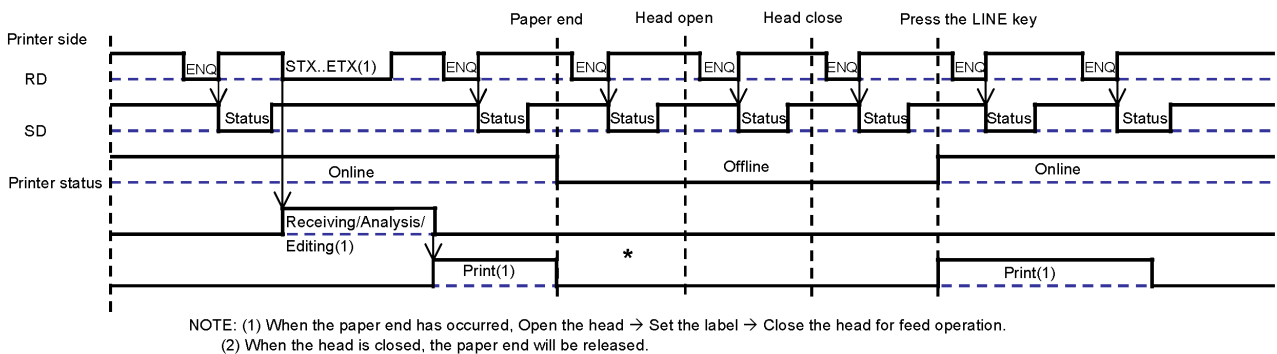 Paper end Head open Head close Press the LINE key
Printer side
ENQ STX..ETX(1) ENQ ENQ ENQ ENQ ENQ ENQ
RD
Status Status Status Status Status Status Status
SD
Online Offline Online
Printer status
Receiving/Analysis/
Editing(1)
*
Print(1) Print(1)
NOTE: (1) When the paper end has occurred, Open the head → Set the label → Close the head for feed operation.
(2) When the head is closed, the paper end will be released.